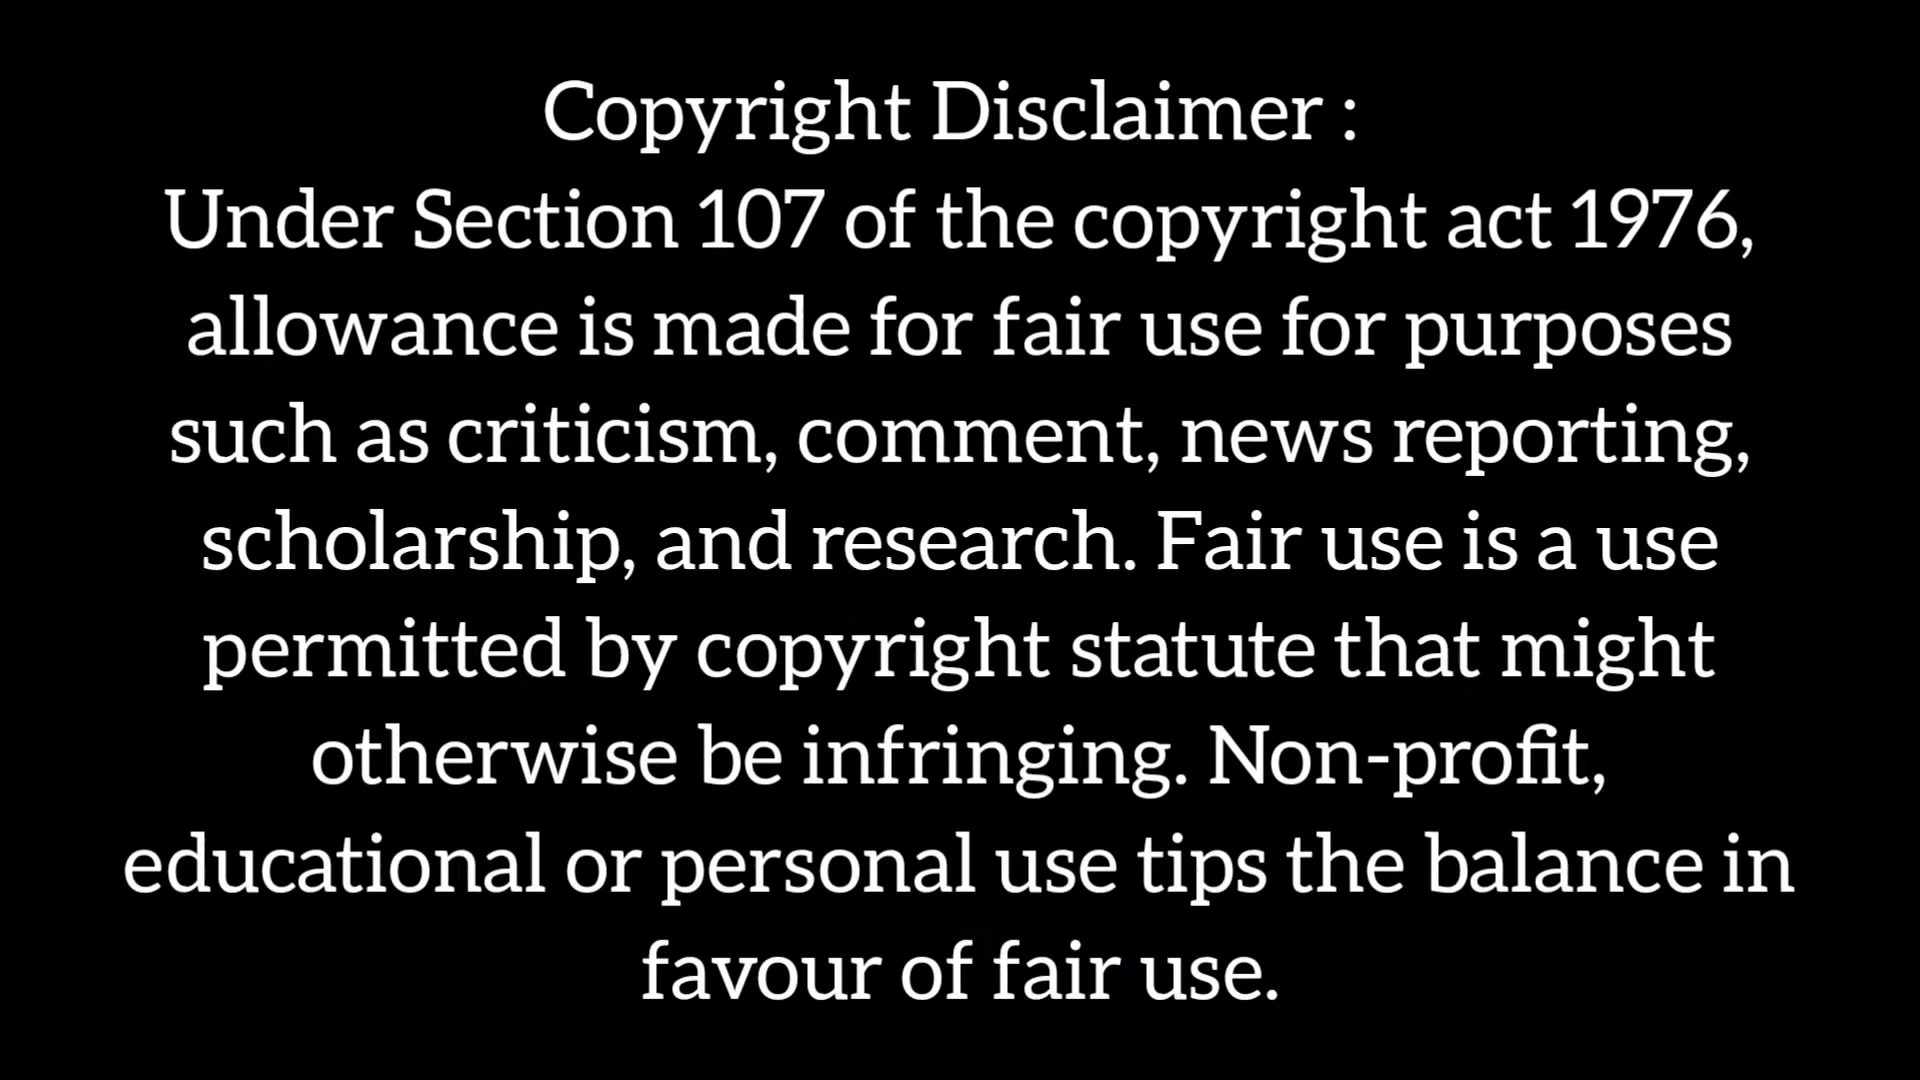 Copyright Disclaimer :
Under Section 107 of the copyright act 1976,
allowance is made for fair use for purposes
such as criticism, comment, news reporting,
scholarship, and research. Fair use is a use
permitted by copyright statute that might
otherwise be infringing. Non-profit,
educational or personal use tips the balance in
favour of fair use.